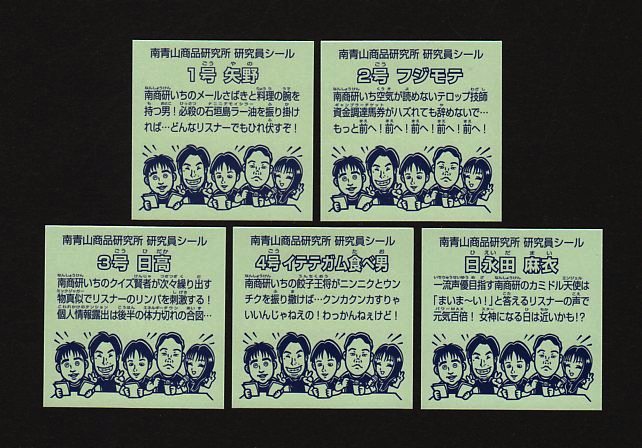 南青山商品研究所 研究員シール
1号 矢野
南商研いちのメールさばきと料理の腕を
持つ男！必殺の石垣島ラー油を振り掛け
れば…どんなリスナーでもひれ伏すぞ！
南青山商品研究所 研究員シール
2号 フジモテ
南商研いち空気が読めないテロップ技師
資金調達馬券がハズれても辞めないで…
もっと前へ！前へ！前へ！前へ！
南青山商品研究所 研究員シール
3号 日高
南商研いちのクイズ賢者が次々繰り出す
物真似でリスナーのリンパを刺激する！
個人情報露出は後半の体力切れの合図…
南青山商品研究所 研究員シール
4号 イテテガム食べ男
南商研いちの餃子王将がニンニクとウン
チクを振り撒けば…クンカクンカすりゃ
いいんじゃねえの！わっかんねぇけど！
南青山商品研究所 研究員シール
日永田 麻衣
一流声優目指す南商研のカミドル天使は
「まいま～い！」と答えるリスナーの声で
元気百倍！ 女神になる日は近いかも!?